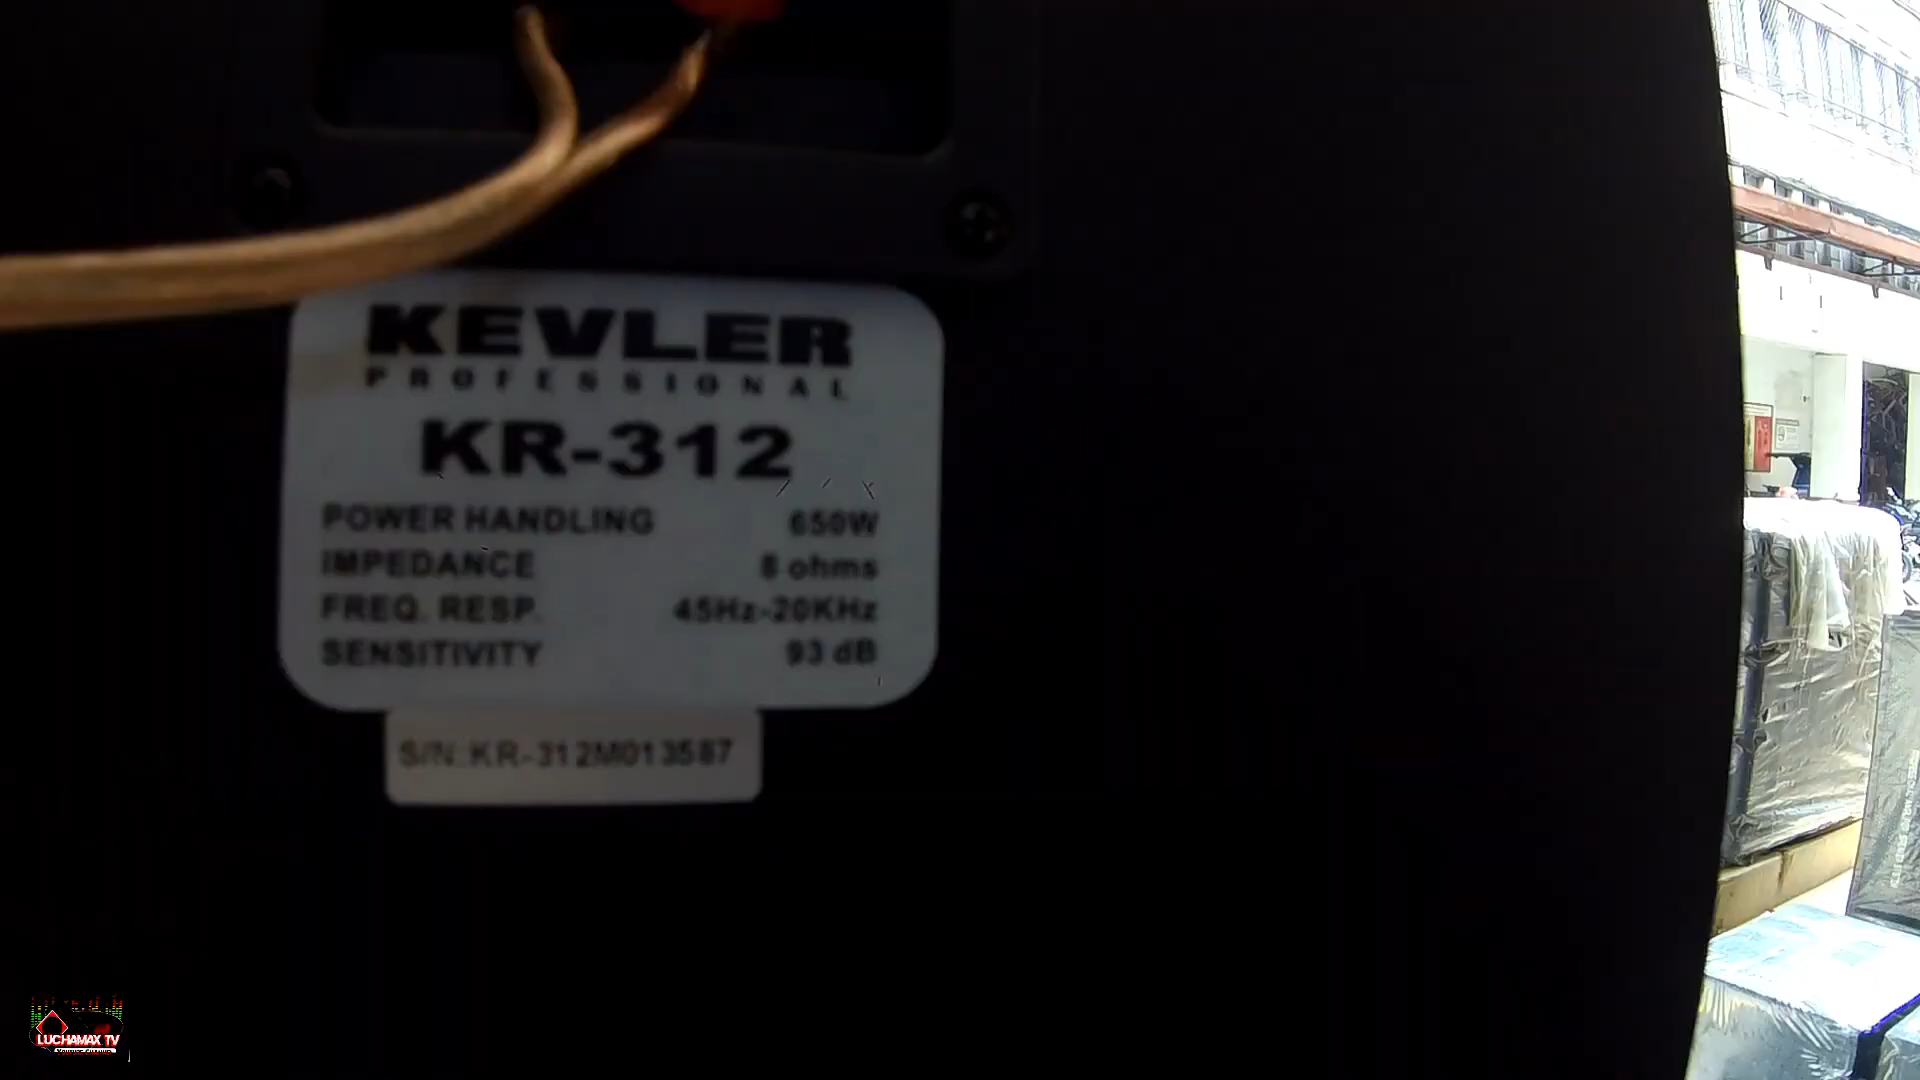 KEVLER
PROFESSIONAL
KR-312
POWER HANDLING 650W
IMPEDANCE 8 ohms
FREQ. RESP. 45Hz-20KHz
SENSITIVITY 93 dB
S/N:KR-312M013587
LUCHAMAX TV